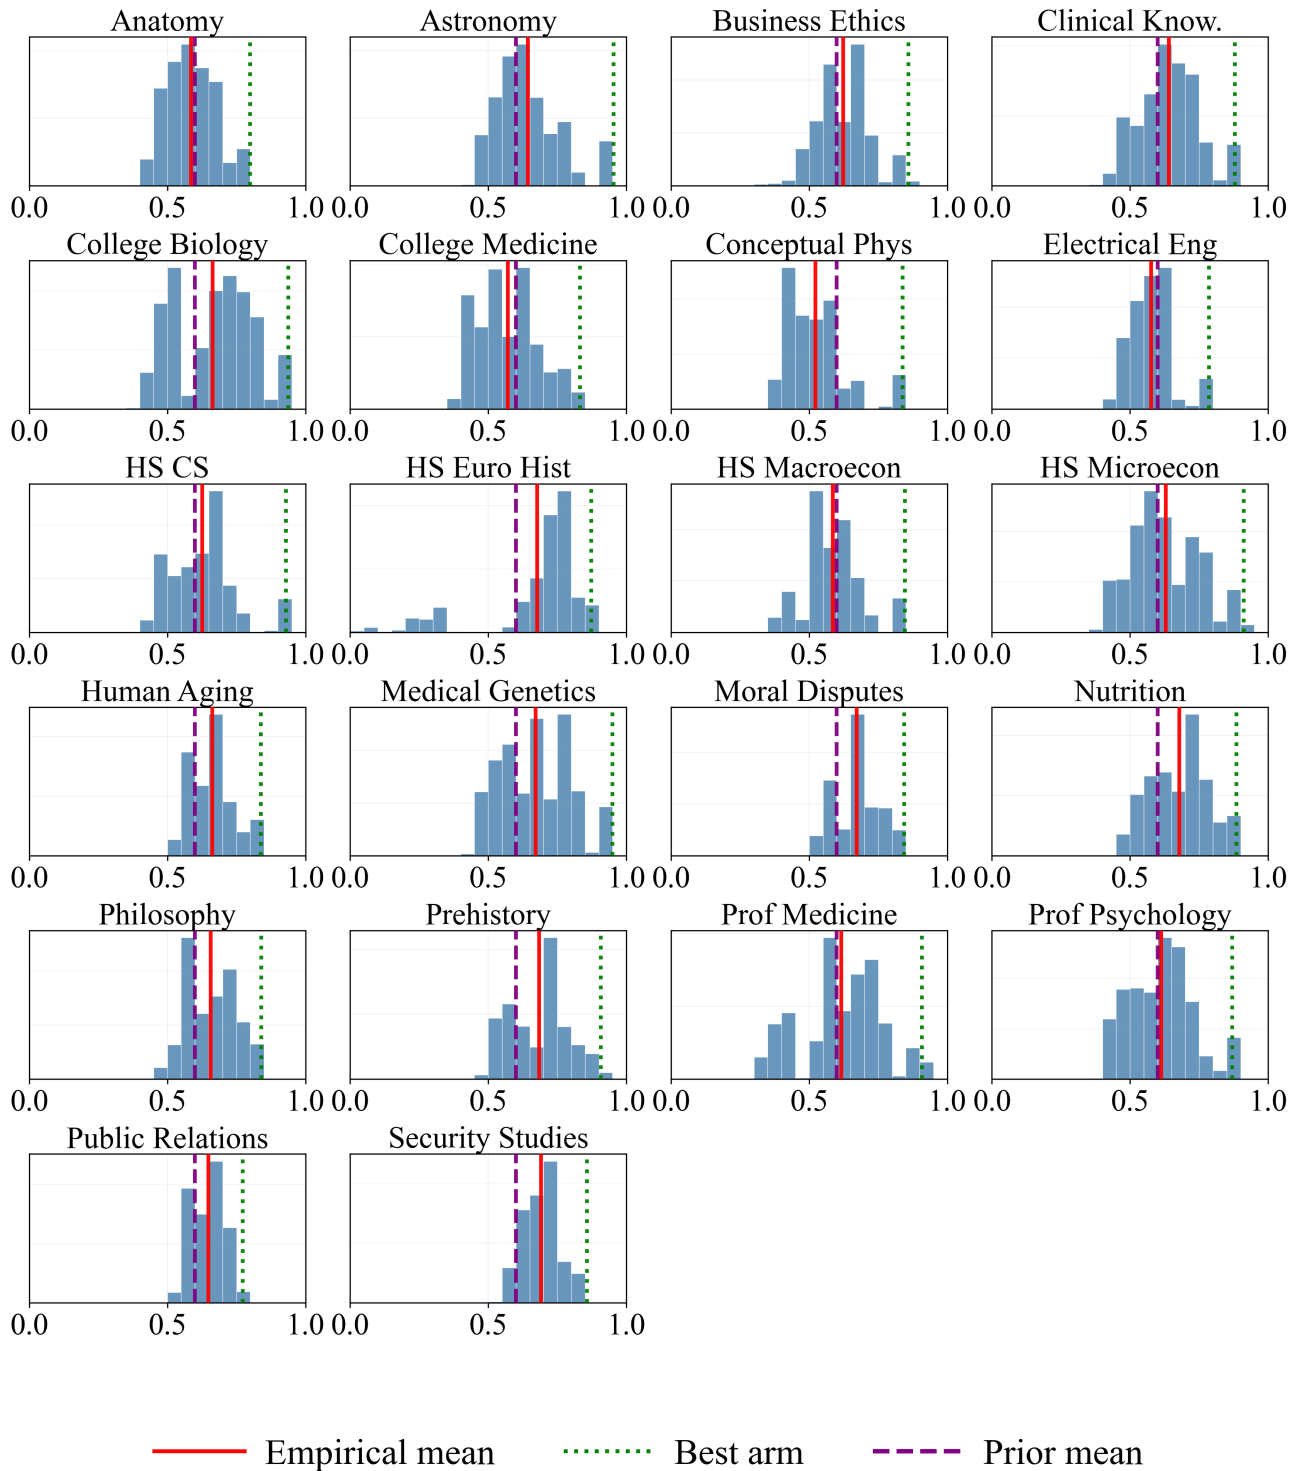 Anatomy Astronomy Business Ethics Clinical Know.
0.0 0.5 1.0 0.0 0.5 1.0 0.0 0.5 1.0 0.0 0.5 1.0
College Biology College Medicine Conceptual Phys Electrical Eng
0.0 0.5 1.0 0.0 0.5 1.0 0.0 0.5 1.0 0.0 0.5 1.0
HS CS HS Euro Hist HS Macroecon HS Microecon
0.0 0.5 1.0 0.0 0.5 1.0 0.0 0.5 1.0 0.0 0.5 1.0
Human Aging Medical Genetics Moral Disputes Nutrition
0.0 0.5 1.0 0.0 0.5 1.0 0.0 0.5 1.0 0.0 0.5 1.0
Philosophy Prehistory Prof Medicine Prof Psychology
0.0 0.5 1.0 0.0 0.5 1.0 0.0 0.5 1.0 0.0 0.5 1.0
Public Relations Security Studies
0.0 0.5 1.0 0.0 0.5 1.0
Empirical mean Best arm Prior mean